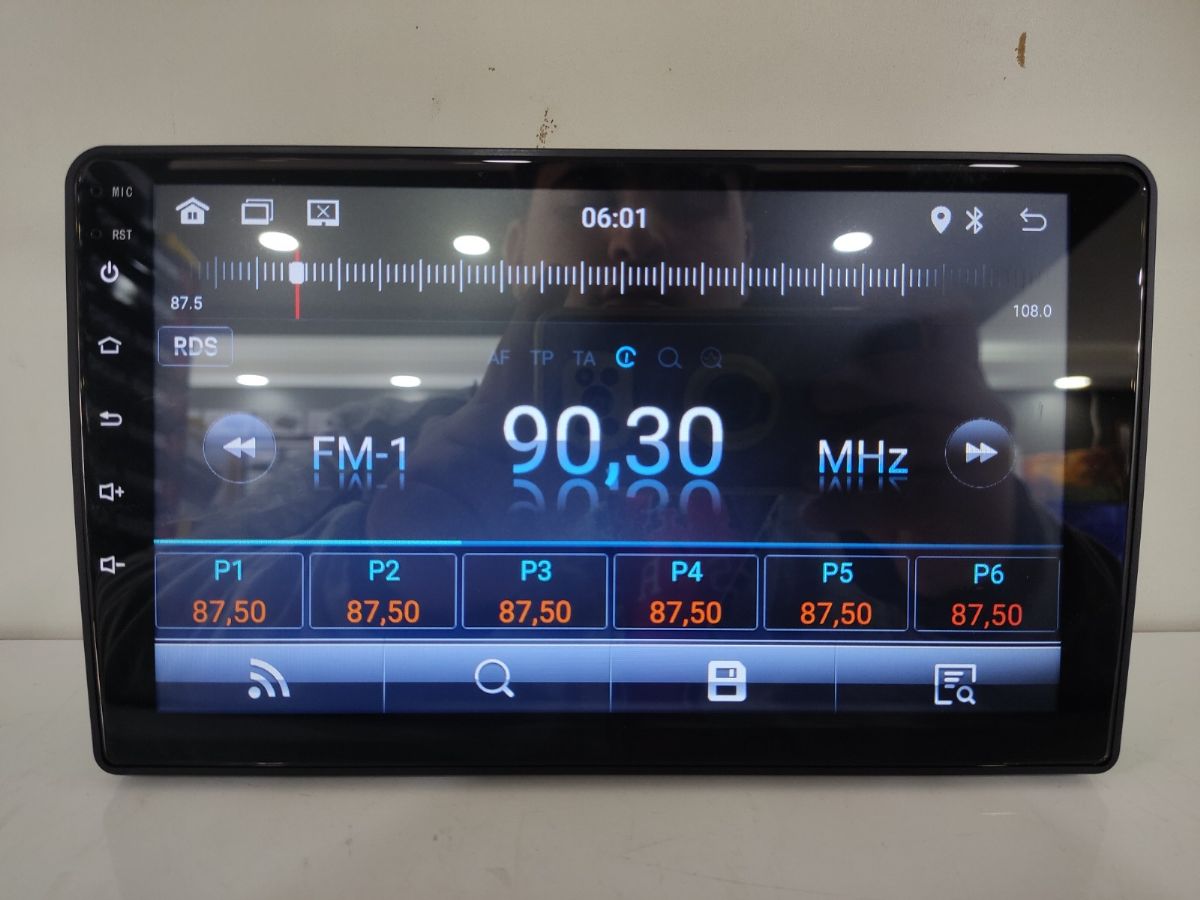 MIC
06:01
RST
87.5
108.0
RDS
AF TP TA
FM-1 90,30 MHz
P1 P2 P3 P4 P5 P6
87,50 87,50 87,50 87,50 87,50 87,50